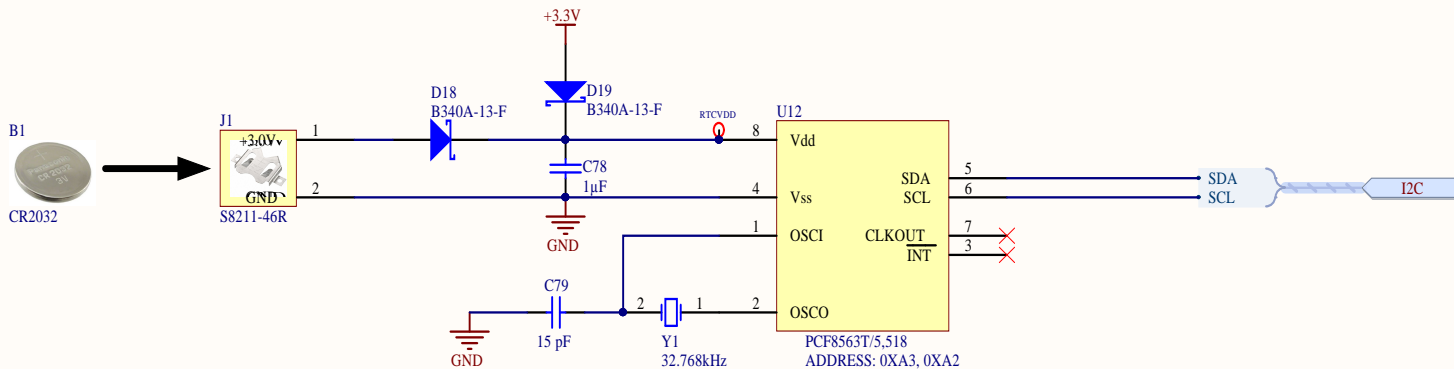 +3.3V
D19
B340A-13-F
D18
B340A-13-F
RTCVDD
U12
B1
J1
+3.0V
GND
1
2
S8211-46R
CR2032
C78
1µF
GND
8
Vdd
4
Vss
1
OSCI
2
OSCO
SDA
5
SCL
6
CLKOUT
7
INT
3
SDA
SCL
I2C
C79
15 pF
GND
2
1
Y1
32.768kHz
PCF8563T/5,518
ADDRESS: 0XA3, 0XA2